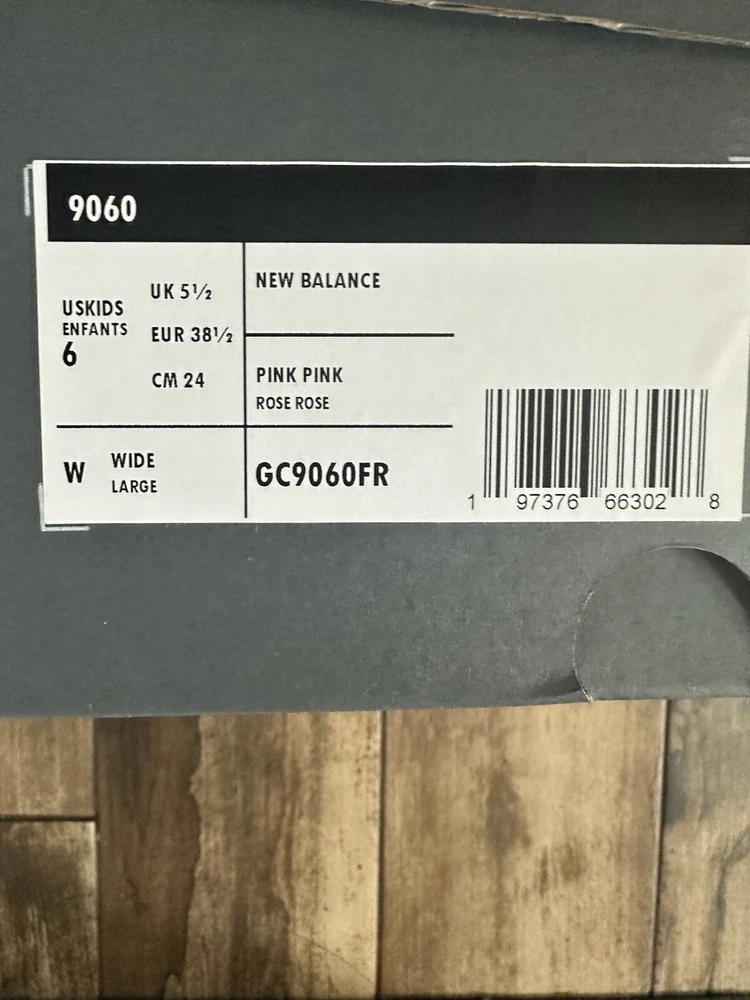 9060
USKIDS
ENFANTS
6
UK 5½
EUR 38½
CM 24
NEW BALANCE
PINK PINK
ROSE ROSE
W
WIDE
LARGE
GC9060FR
1 97376 66302 8